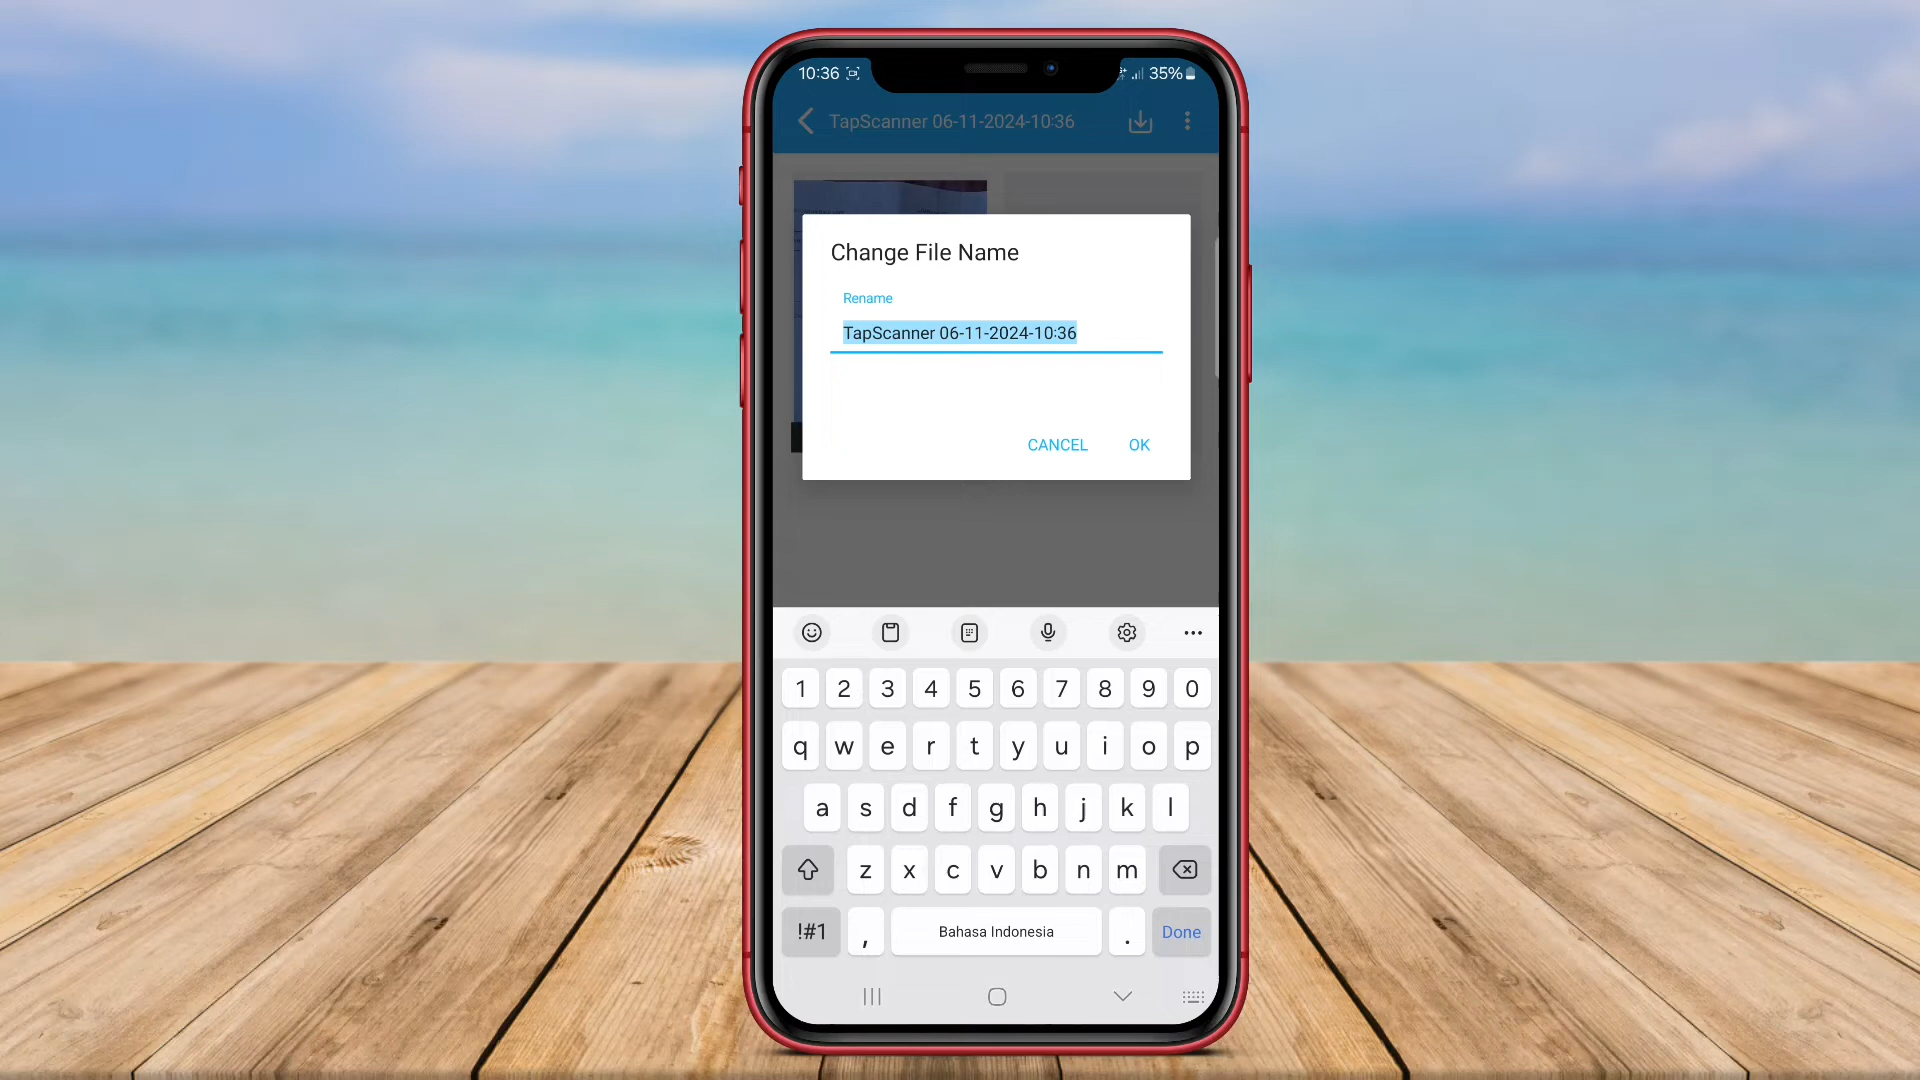 10:36 35%
TapScanner 06-11-2024-10:36
Change File Name
Rename
TapScanner 06-11-2024-10:36
CANCEL OK
1 2 3 4 5 6 7 8 9 0
q w e r t y u i o p
a s d f g h j k l
z x c v b n m
!#1 , Bahasa Indonesia . Done